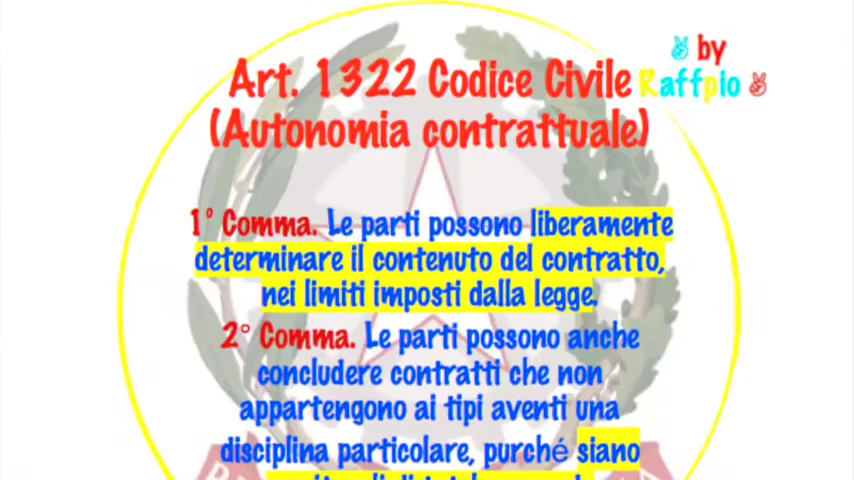 Art. 1322 Codice Civile
✌ by
Raffpio ✌
(Autonomia contrattuale)
1° Comma. Le parti possono liberamente
determinare il contenuto del contratto,
nei limiti imposti dalla legge.
2° Comma. Le parti possono anche
concludere contratti che non
appartengono ai tipi aventi una
disciplina particolare, purché siano